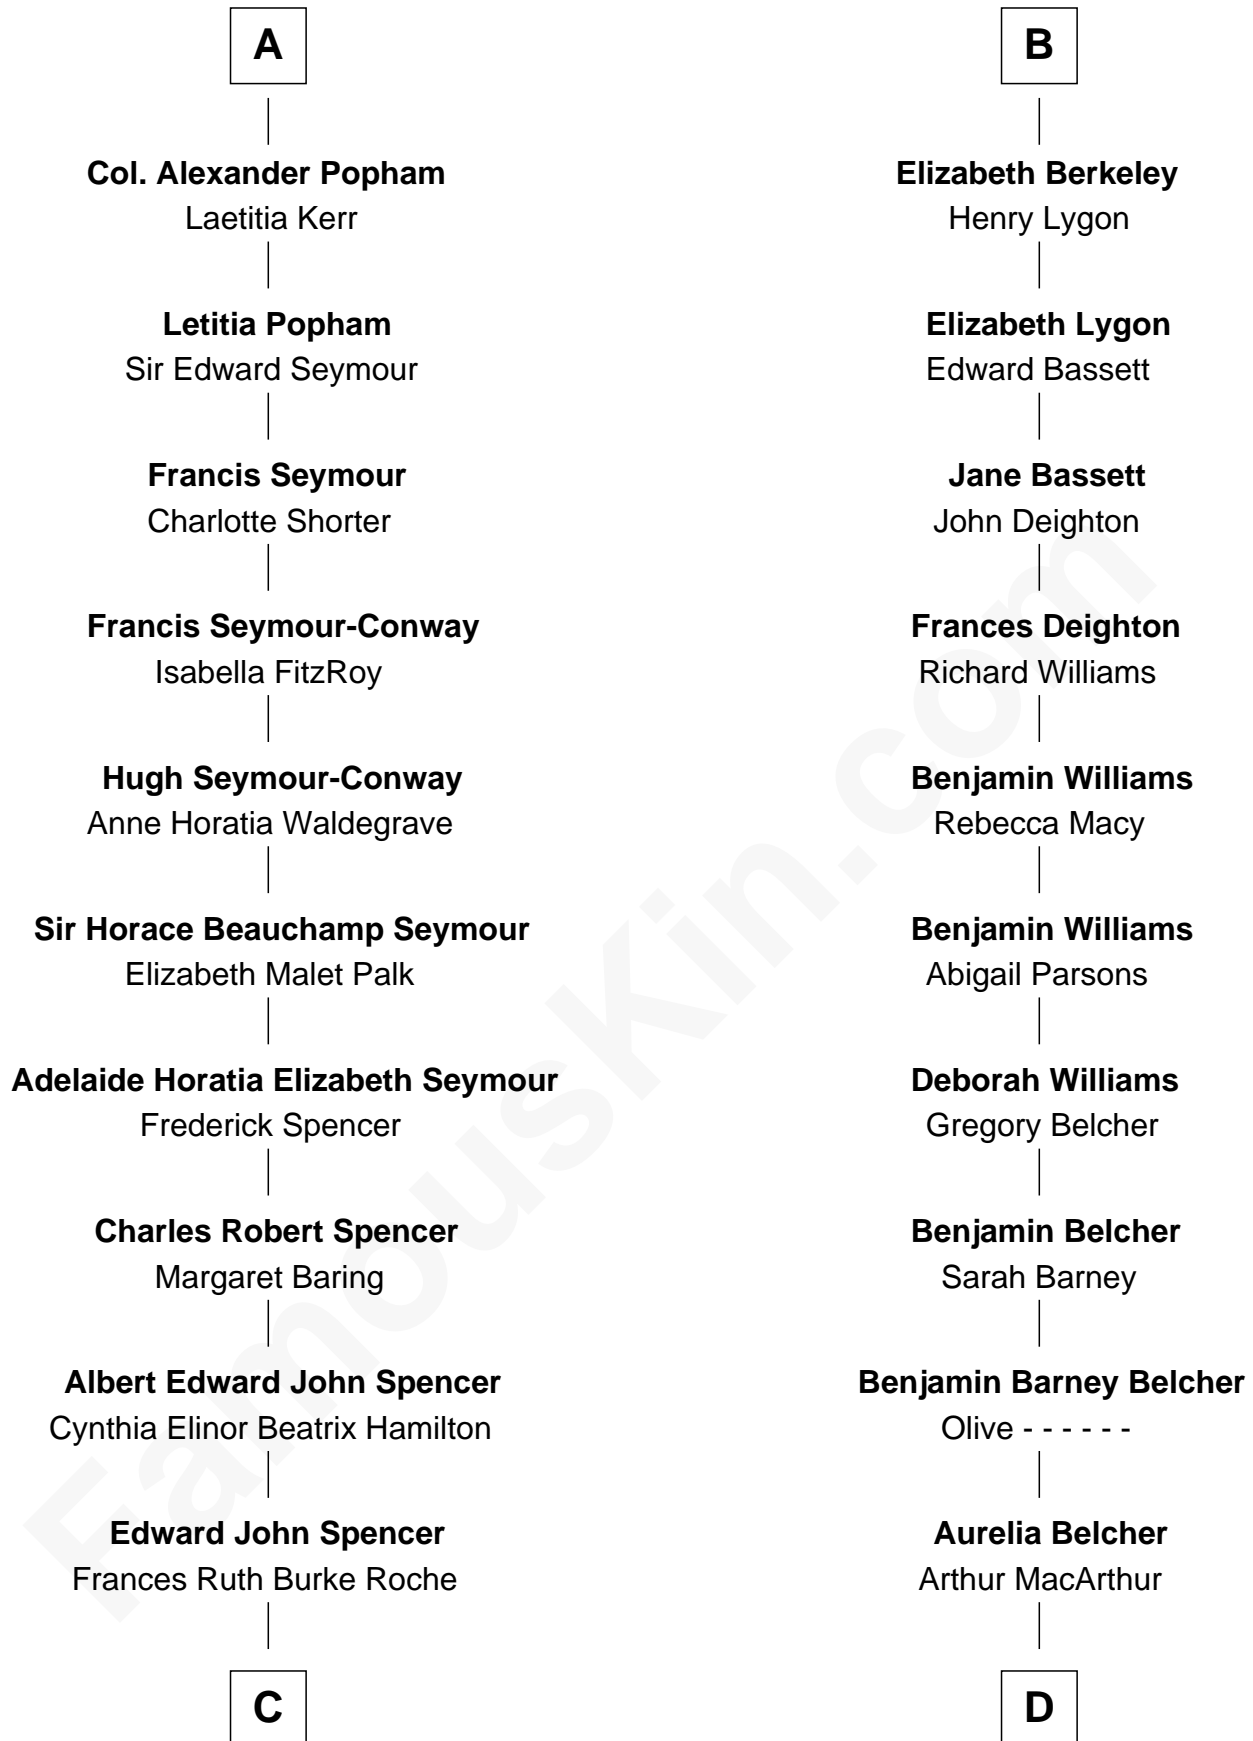 A
Col. Alexander Popham
Laetitia Kerr
Letitia Popham
Sir Edward Seymour
Francis Seymour
Charlotte Shorter
Francis Seymour-Conway
Isabella FitzRoy
Hugh Seymour-Conway
Anne Horatia Waldegrave
Sir Horace Beauchamp Seymour
Elizabeth Malet Palk
Adelaide Horatia Elizabeth Seymour
Frederick Spencer
Charles Robert Spencer
Margaret Baring
Albert Edward John Spencer
Cynthia Elinor Beatrix Hamilton
Edward John Spencer
Frances Ruth Burke Roche
C
B
Elizabeth Berkeley
Henry Lygon
Elizabeth Lygon
Edward Bassett
Jane Bassett
John Deighton
Frances Deighton
Richard Williams
Benjamin Williams
Rebecca Macy
Benjamin Williams
Abigail Parsons
Deborah Williams
Gregory Belcher
Benjamin Belcher
Sarah Barney
Benjamin Barney Belcher
Olive - - - - - -
Aurelia Belcher
Arthur MacArthur
D
FamousKin.com